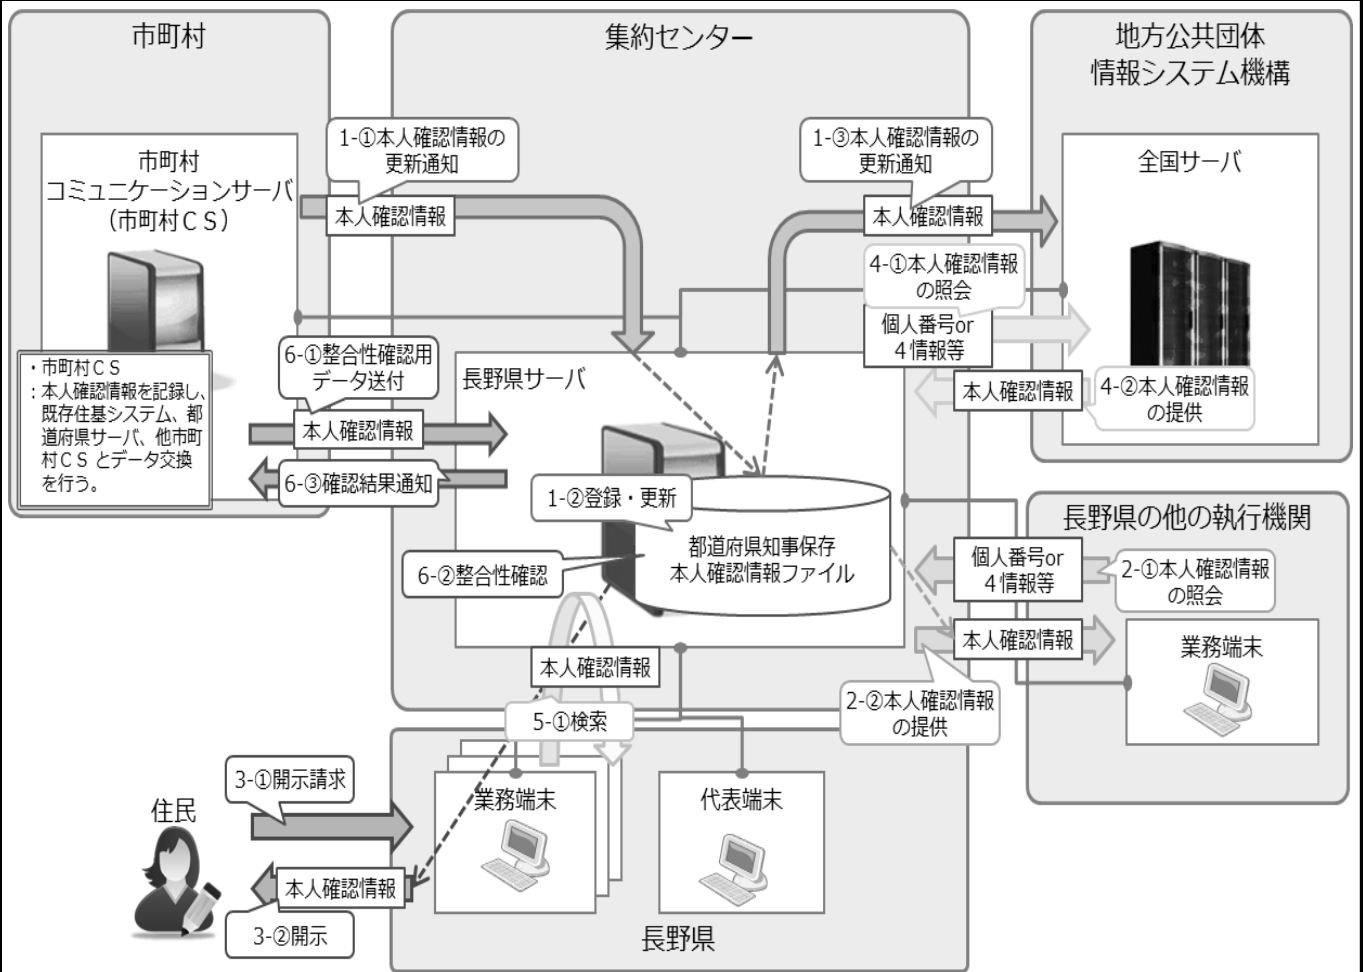 市町村
市町村
コミュニケーションサーバ
（市町村ＣＳ）
・市町村ＣＳ
：本人確認情報を記録し、
既存住基システム、都
道府県サーバ、他市町
村ＣＳ とデータ交換
を行う。
集約センター
1-①本人確認情報の
更新通知
本人確認情報
1-③本人確認情報の
更新通知
本人確認情報
4-①本人確認情報
の照会
個人番号or
４情報等
本人確認情報
4-②本人確認情報
の提供
地方公共団体
情報システム機構
全国サーバ
6-①整合性確認用
データ送付
本人確認情報
6-③確認結果通知
長野県サーバ
1-②登録・更新
6-②整合性確認
都道府県知事保存
本人確認情報ファイル
長野県の他の執行機関
個人番号or
４情報等
2-①本人確認情報
の照会
本人確認情報
2-②本人確認情報
の提供
業務端末
本人確認情報
5-①検索
住民
3-①開示請求
本人確認情報
3-②開示
業務端末
代表端末
長野県